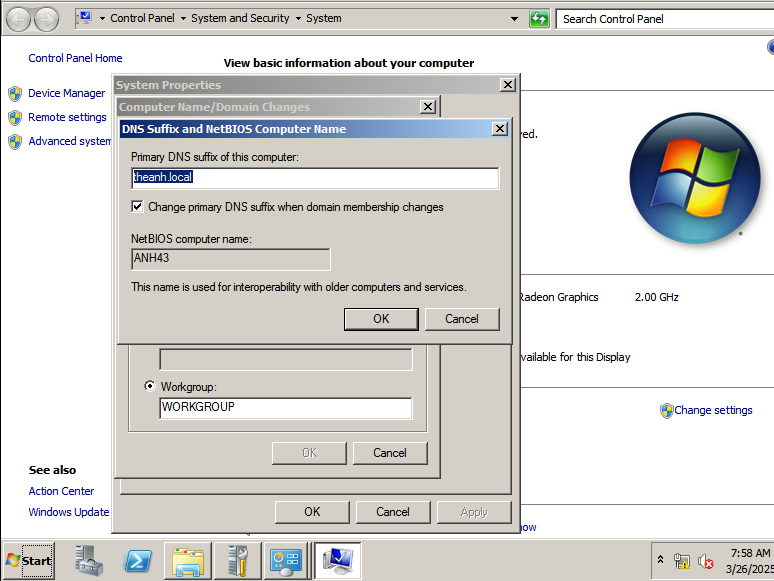 Control Panel System and Security System
Search Control Panel
Control Panel Home
View basic information about your computer
Device Manager
Remote settings
Advanced system
System Properties
Computer Name/Domain Changes
DNS Suffix and NetBIOS Computer Name
Primary DNS suffix of this computer:
theanh.local
Change primary DNS suffix when domain membership changes
NetBIOS computer name:
ANH43
This name is used for interoperability with older computers and services.
OK Cancel
Radeon Graphics 2.00 GHz
available for this Display
Workgroup:
WORKGROUP
Change settings
OK Cancel
See also
Action Center
Windows Update
OK Cancel Apply
Start
7:58 AM
3/26/2025